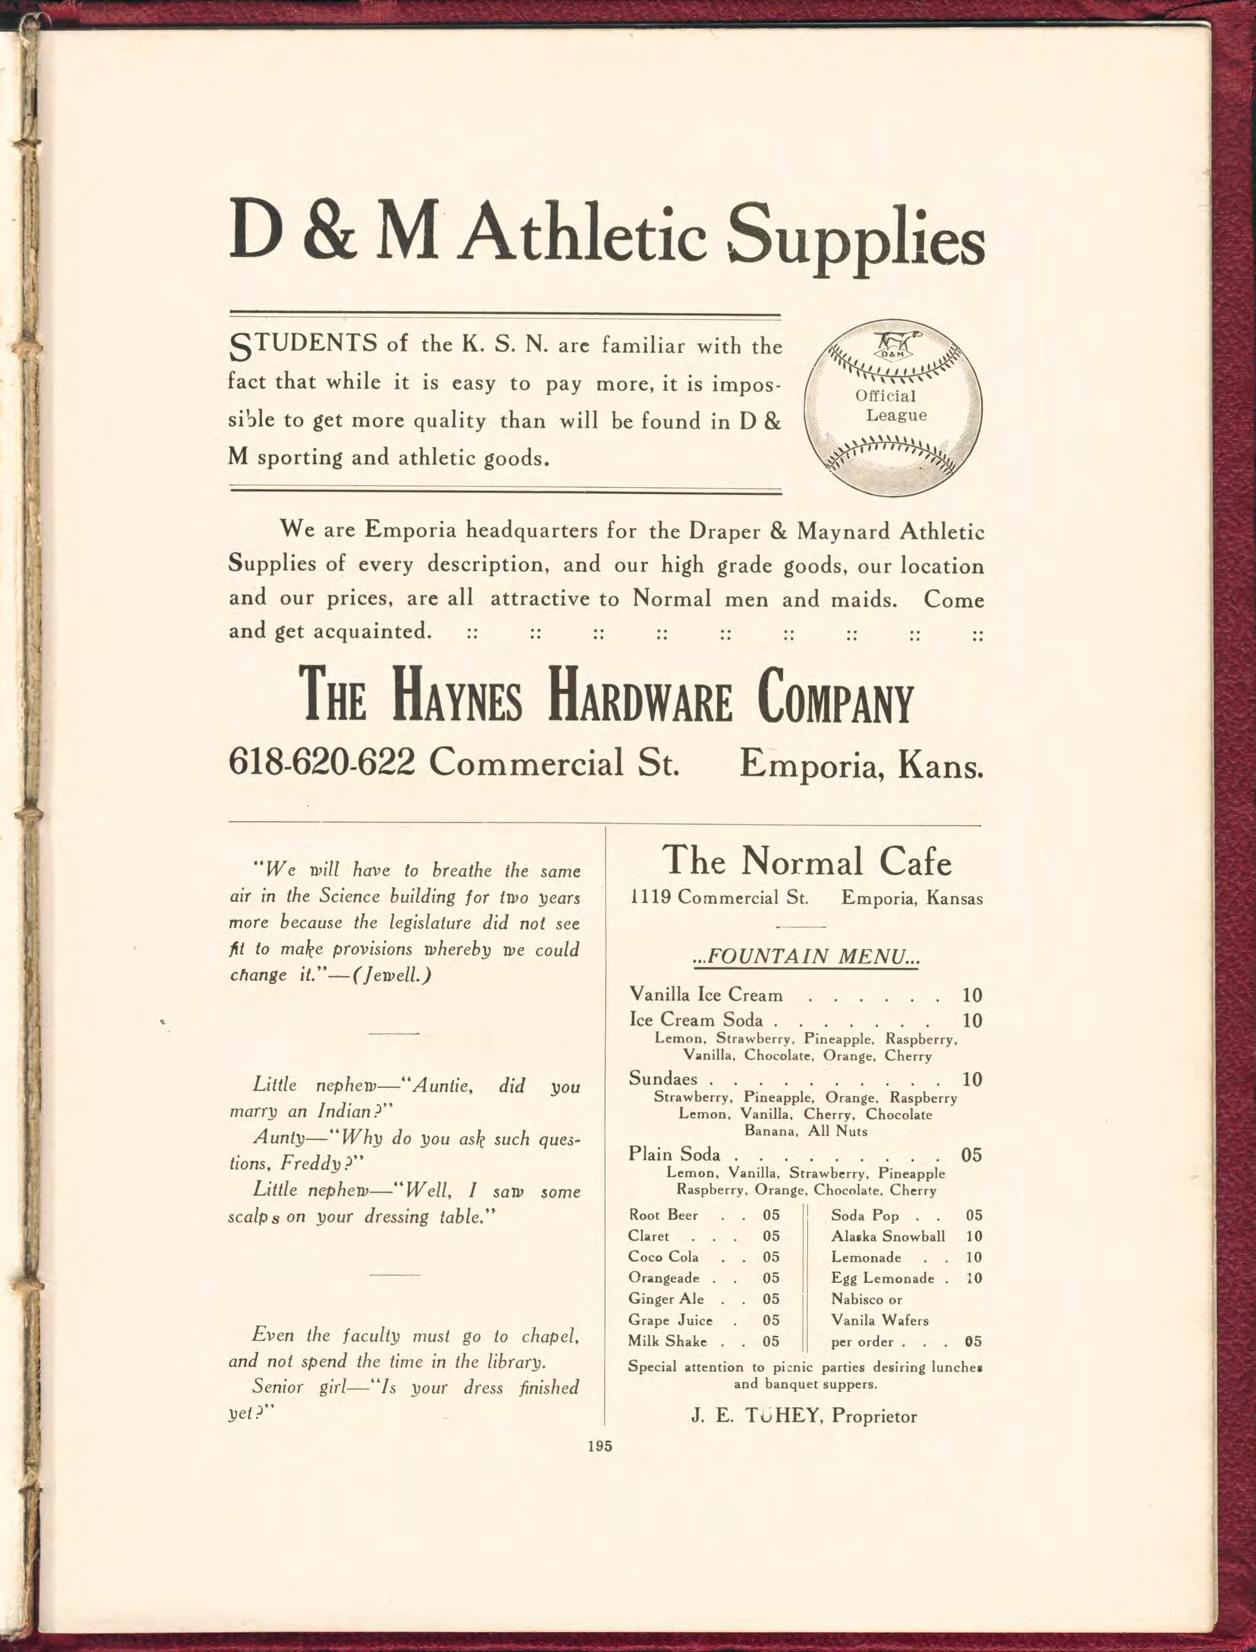 D & M Athletic Supplies
STUDENTS of the K. S. N. are familiar with the
fact that while it is easy to pay more, it is impos-
sible to get more quality than will be found in D &
M sporting and athletic goods.
D&M
Official
League
We are Emporia headquarters for the Draper & Maynard Athletic
Supplies of every description, and our high grade goods, our location
and our prices, are all attractive to Normal men and maids. Come
and get acquainted. :: :: :: :: :: :: :: :: ::
THE HAYNES HARDWARE COMPANY
618-620-622 Commercial St. Emporia, Kans.
"We will have to breathe the same
air in the Science building for two years
more because the legislature did not see
fit to make provisions whereby we could
change it."—(Jewell.)
Little nephew—"Auntie, did you
marry an Indian?"
Aunty—"Why do you ask such ques-
tions, Freddy?"
Little nephew—"Well, I saw some
scalps on your dressing table."
Even the faculty must go to chapel,
and not spend the time in the library.
Senior girl—"Is your dress finished
yet?"
The Normal Cafe
1119 Commercial St. Emporia, Kansas
...FOUNTAIN MENU...
Vanilla Ice Cream . . . . . . 10
Ice Cream Soda . . . . . . . 10
Lemon, Strawberry, Pineapple, Raspberry,
Vanilla, Chocolate, Orange, Cherry
Sundaes . . . . . . . . . . 10
Strawberry, Pineapple, Orange, Raspberry
Lemon, Vanilla, Cherry, Chocolate
Banana, All Nuts
Plain Soda . . . . . . . . . 05
Lemon, Vanilla, Strawberry, Pineapple
Raspberry, Orange, Chocolate, Cherry
Root Beer . . 05
Claret . . . 05
Coco Cola . . 05
Orangeade . . 05
Ginger Ale . . 05
Grape Juice . 05
Milk Shake . . 05
Soda Pop . . 05
Alaska Snowball 10
Lemonade . . 10
Egg Lemonade . 10
Nabisco or
Vanila Wafers
per order . . . 05
Special attention to picnic parties desiring lunches
and banquet suppers.
J. E. TUHEY, Proprietor
195